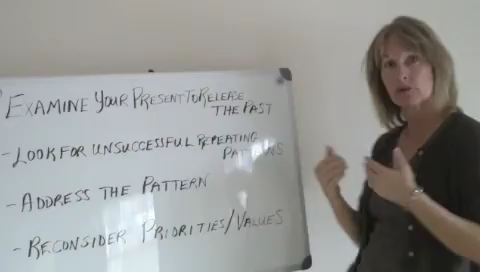 EXAMINE YOUR PRESENT TO RELEASE
THE PAST
- LOOK FOR UNSUCCESSFUL REPEATING
PATTERNS
- ADDRESS THE PATTERN
- RECONSIDER PRIORITIES/VALUES